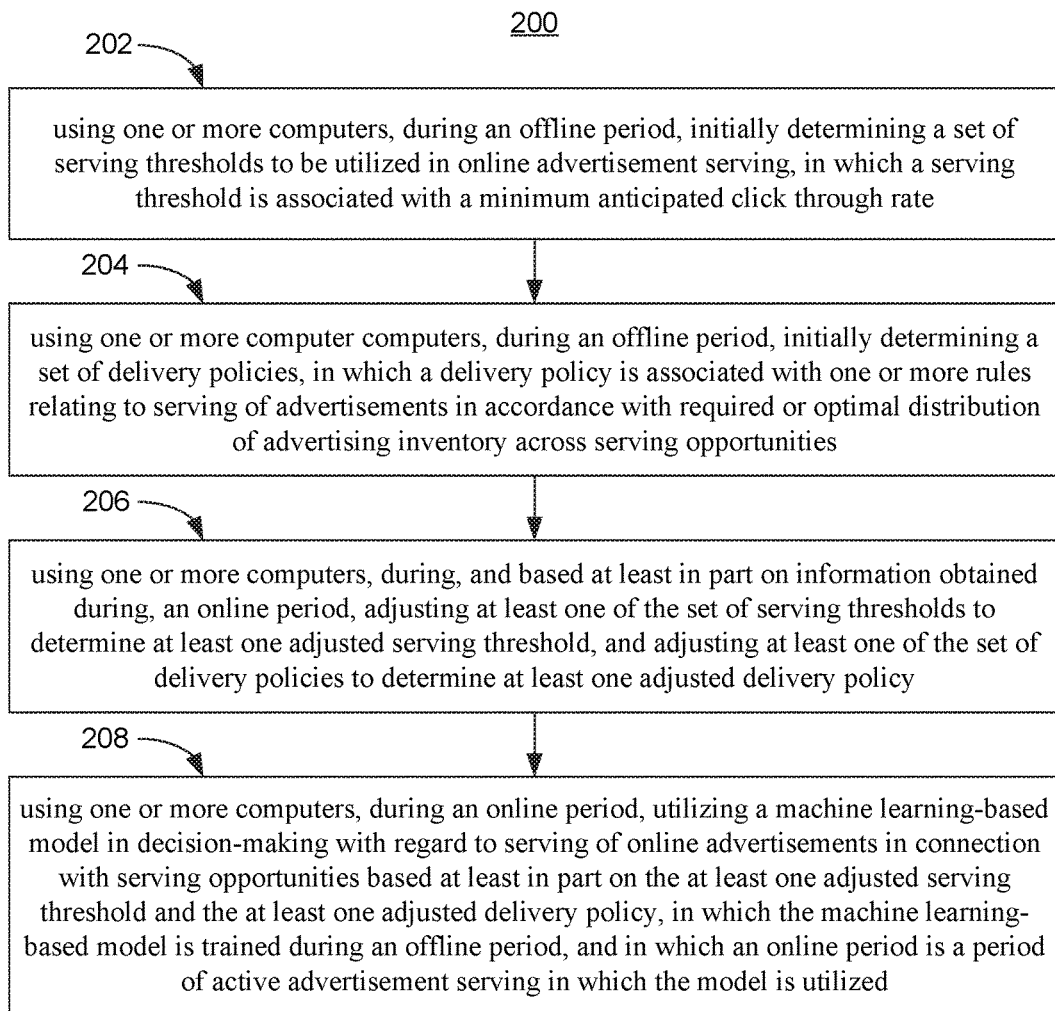 200
202
using one or more computers, during an offline period, initially determining a set of
serving thresholds to be utilized in online advertisement serving, in which a serving
threshold is associated with a minimum anticipated click through rate
204
using one or more computer computers, during an offline period, initially determining a
set of delivery policies, in which a delivery policy is associated with one or more rules
relating to serving of advertisements in accordance with required or optimal distribution
of advertising inventory across serving opportunities
206
using one or more computers, during, and based at least in part on information obtained
during, an online period, adjusting at least one of the set of serving thresholds to
determine at least one adjusted serving threshold, and adjusting at least one of the set of
delivery policies to determine at least one adjusted delivery policy
208
using one or more computers, during an online period, utilizing a machine learning-based
model in decision-making with regard to serving of online advertisements in connection
with serving opportunities based at least in part on the at least one adjusted serving
threshold and the at least one adjusted delivery policy, in which the machine learning-
based model is trained during an offline period, and in which an online period is a period
of active advertisement serving in which the model is utilized